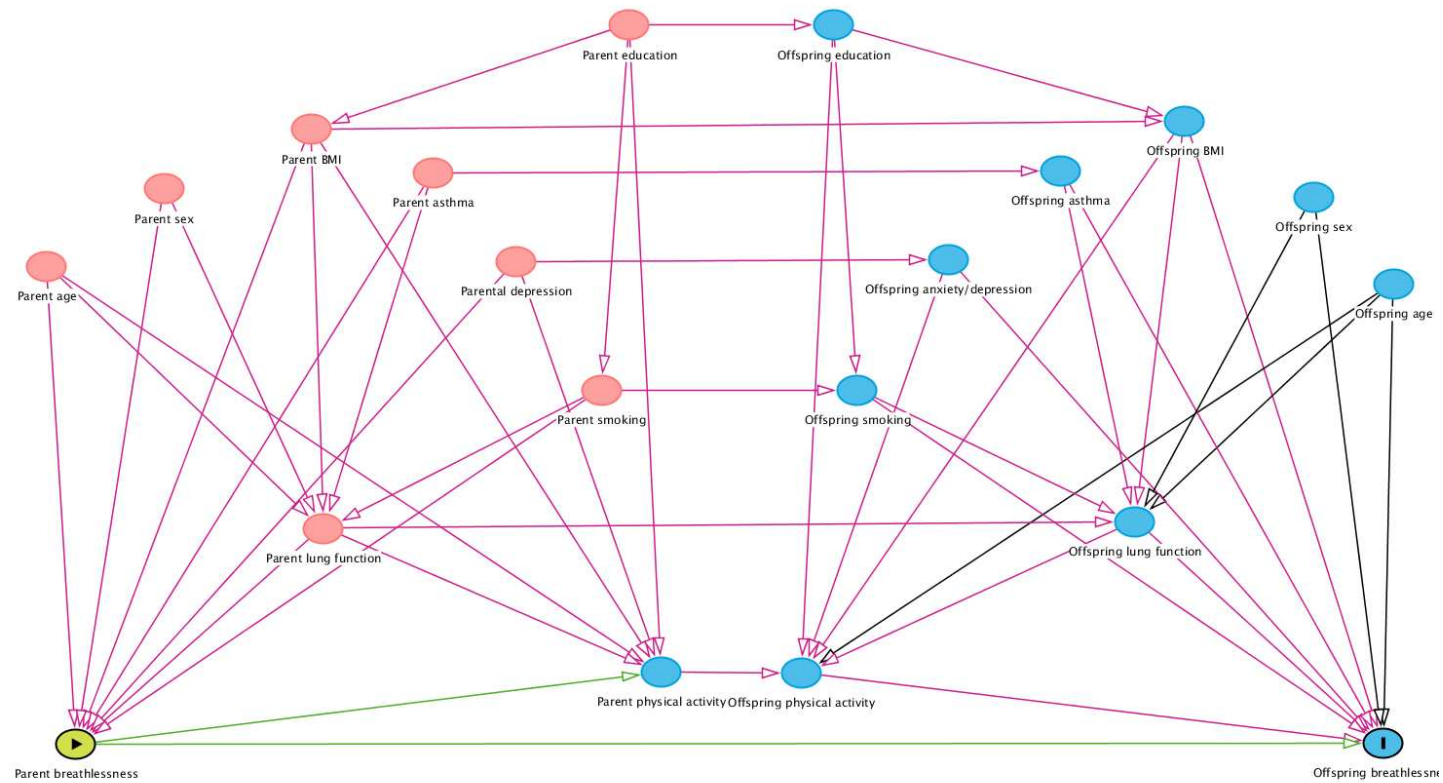 Parent education
Offspring education
Parent BMI
Offspring BMI
Parent asthma
Offspring asthma
Parent sex
Offspring sex
Parental depression
Offspring anxiety/depression
Parent age
Offspring age
Parent smoking
Offspring smoking
Parent lung function
Offspring lung function
Parent physical activity
Offspring physical activity
Parent breathlessness
Offspring breathlessne